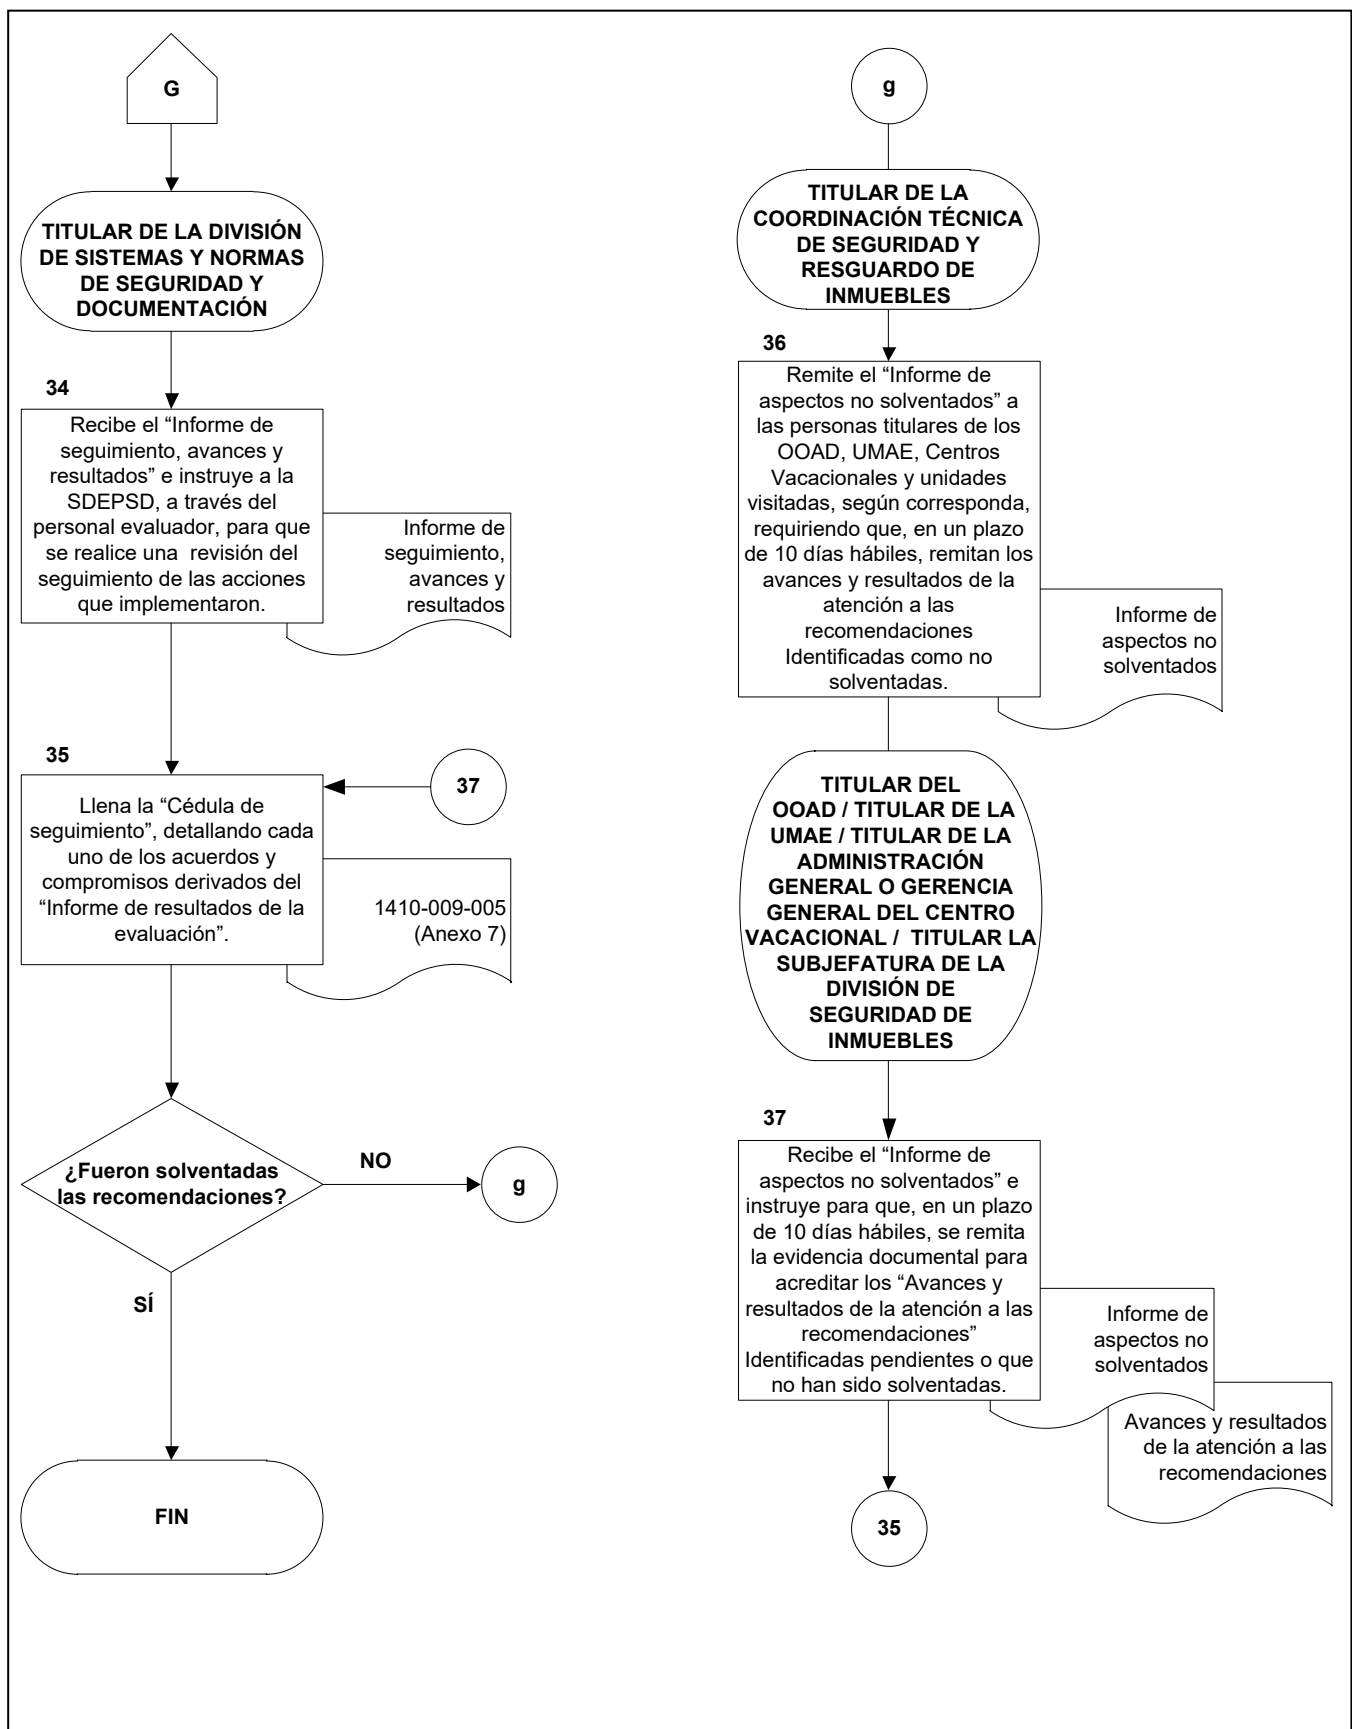 G
TITULAR DE LA DIVISIÓN
DE SISTEMAS Y NORMAS
DE SEGURIDAD Y
DOCUMENTACIÓN
34
Recibe el “Informe de
seguimiento, avances y
resultados” e instruye a la
SDEPSD, a través del
personal evaluador, para que
se realice una revisión del
seguimiento de las acciones
que implementaron.
Informe de
seguimiento,
avances y
resultados
35
Llena la “Cédula de
seguimiento”, detallando cada
uno de los acuerdos y
compromisos derivados del
“Informe de resultados de la
evaluación”.
37
1410-009-005
(Anexo 7)
¿Fueron solventadas
las recomendaciones?
NO
g
SÍ
FIN
g
TITULAR DE LA
COORDINACIÓN TÉCNICA
DE SEGURIDAD Y
RESGUARDO DE
INMUEBLES
36
Remite el “Informe de
aspectos no solventados” a
las personas titulares de los
OOAD, UMAE, Centros
Vacacionales y unidades
visitadas, según corresponda,
requiriendo que, en un plazo
de 10 días hábiles, remitan los
avances y resultados de la
atención a las
recomendaciones
Identificadas como no
solventadas.
Informe de
aspectos no
solventados
TITULAR DEL
OOAD / TITULAR DE LA
UMAE / TITULAR DE LA
ADMINISTRACIÓN
GENERAL O GERENCIA
GENERAL DEL CENTRO
VACACIONAL / TITULAR LA
SUBJEFATURA DE LA
DIVISIÓN DE
SEGURIDAD DE
INMUEBLES
37
Recibe el “Informe de
aspectos no solventados” e
instruye para que, en un plazo
de 10 días hábiles, se remita
la evidencia documental para
acreditar los “Avances y
resultados de la atención a las
recomendaciones”
Identificadas pendientes o que
no han sido solventadas.
Informe de
aspectos no
solventados
Avances y resultados
de la atención a las
recomendaciones
35